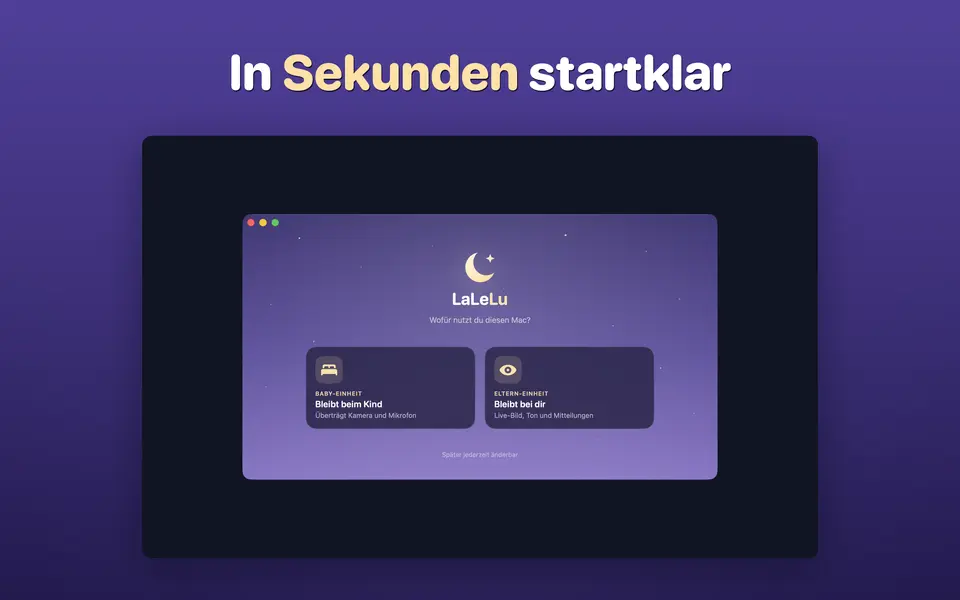 In Sekunden startklar
LaLeLu
Wofür nutzt du diesen Mac?
BABY-EINHEIT
Bleibt beim Kind
Überträgt Kamera und Mikrofon
ELTERN-EINHEIT
Bleibt bei dir
Live-Bild, Ton und Mitteilungen
Später jederzeit änderbar